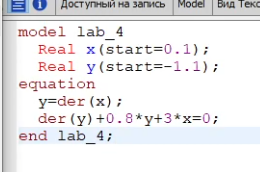 Доступный на запись Model Вид Текс
model lab_4
  Real x(start=0.1);
  Real y(start=-1.1);
equation
  y=der(x);
  der(y)+0.8*y+3*x=0;
end lab_4;